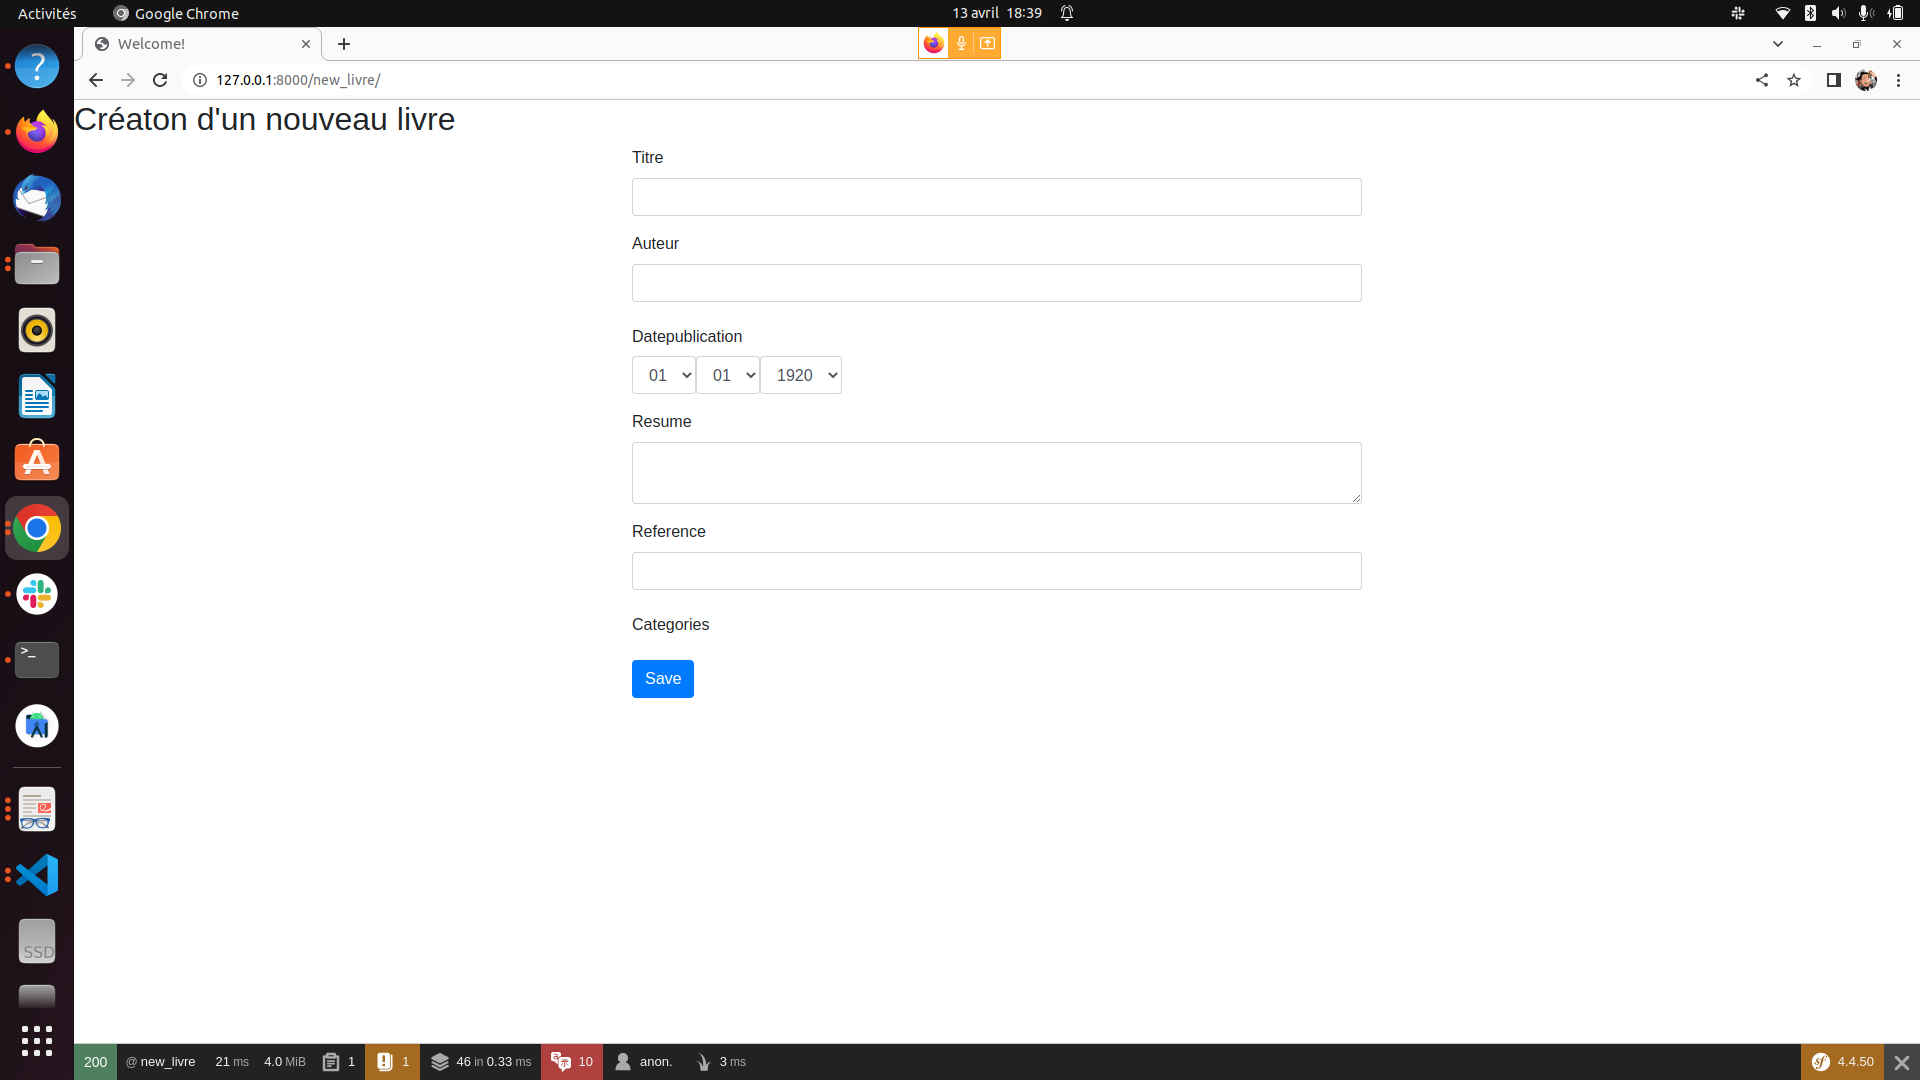 Activités
Google Chrome
13 avril 18:39
Welcome!
127.0.0.1:8000/new_livre/
Créaton d'un nouveau livre
Titre
Auteur
Datepublication
01 01 1920
Resume
Reference
Categories
Save
SSD
200 @ new_livre 21 ms 4.0 MiB 1 1 46 in 0.33 ms 10 anon. 3 ms 4.4.50